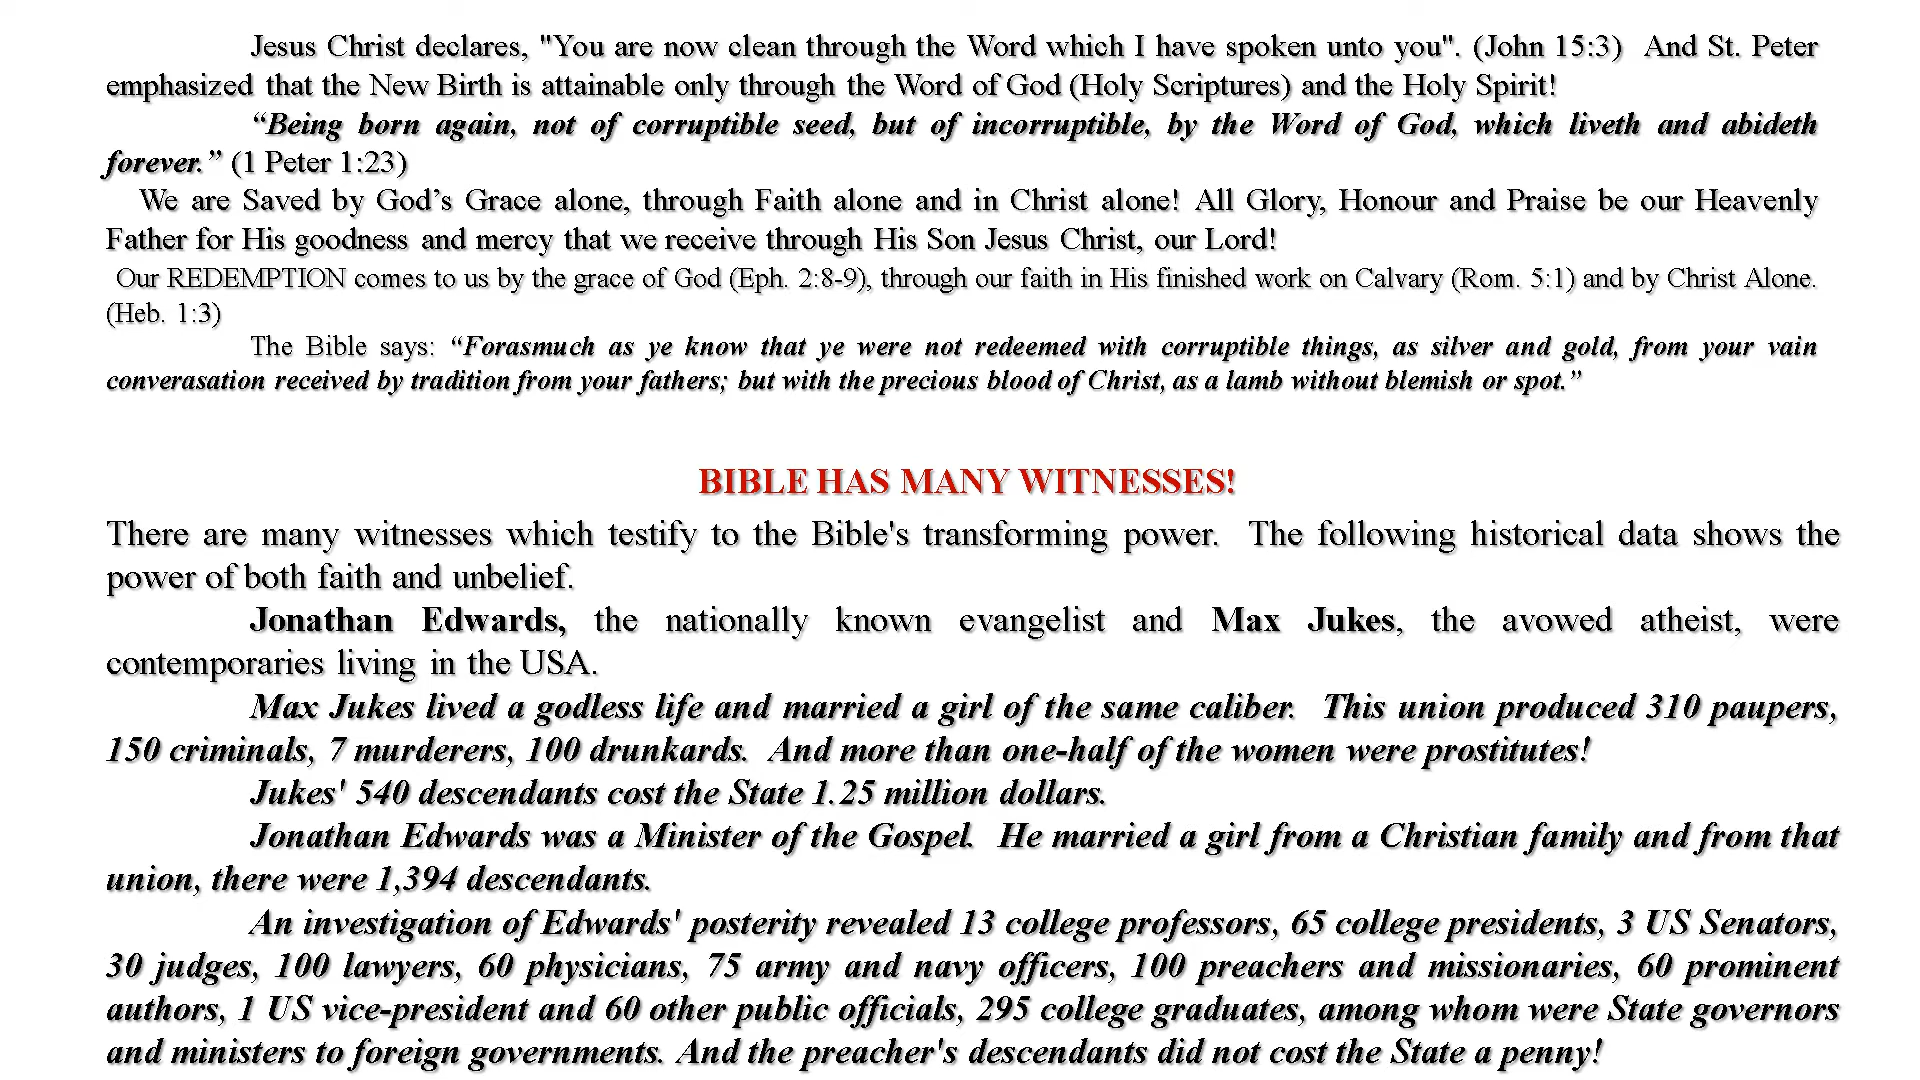 Jesus Christ declares, "You are now clean through the Word which I have spoken unto you". (John 15:3)  And St. Peter
emphasized that the New Birth is attainable only through the Word of God (Holy Scriptures) and the Holy Spirit!
“Being born again, not of corruptible seed, but of incorruptible, by the Word of God, which liveth and abideth
forever.” (1 Peter 1:23)
We are Saved by God’s Grace alone, through Faith alone and in Christ alone! All Glory, Honour and Praise be our Heavenly
Father for His goodness and mercy that we receive through His Son Jesus Christ, our Lord!
Our REDEMPTION comes to us by the grace of God (Eph. 2:8-9), through our faith in His finished work on Calvary (Rom. 5:1) and by Christ Alone.
(Heb. 1:3)
The Bible says: “Forasmuch as ye know that ye were not redeemed with corruptible things, as silver and gold, from your vain
converasation received by tradition from your fathers; but with the precious blood of Christ, as a lamb without blemish or spot.”
BIBLE HAS MANY WITNESSES!
There are many witnesses which testify to the Bible's transforming power.  The following historical data shows the
power of both faith and unbelief.
Jonathan Edwards, the nationally known evangelist and Max Jukes, the avowed atheist, were
contemporaries living in the USA.
Max Jukes lived a godless life and married a girl of the same caliber.  This union produced 310 paupers,
150 criminals, 7 murderers, 100 drunkards.  And more than one-half of the women were prostitutes!
Jukes' 540 descendants cost the State 1.25 million dollars.
Jonathan Edwards was a Minister of the Gospel.  He married a girl from a Christian family and from that
union, there were 1,394 descendants.
An investigation of Edwards' posterity revealed 13 college professors, 65 college presidents, 3 US Senators,
30 judges, 100 lawyers, 60 physicians, 75 army and navy officers, 100 preachers and missionaries, 60 prominent
authors, 1 US vice-president and 60 other public officials, 295 college graduates, among whom were State governors
and ministers to foreign governments. And the preacher's descendants did not cost the State a penny!